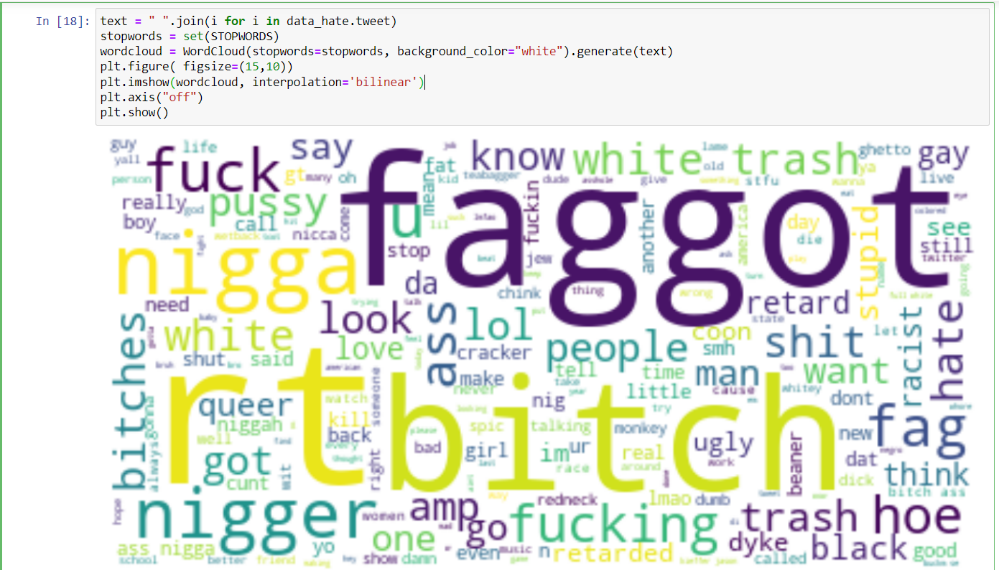 In [18]:
text = " ".join(i for i in data_hate.tweet)
stopwords = set(STOPWORDS)
wordcloud = WordCloud(stopwords=stopwords, background_color="white").generate(text)
plt.figure( figsize=(15,10))
plt.imshow(wordcloud, interpolation='bilinear')
plt.axis("off")
plt.show()
guy
life
say
know
white trash
ghetto
gay
yall
fuck
fat
lame
old
ya
live
person
gt
many
oh
mean
kid
teabagger
dude
give
stfu
wanna
really
god
pussy
u
fuckin
another
america
day
stupid
see
boy
call
come
lil
die
still
face
wetback
nicca
faggot
twitter
nigga
stop
jew
da
chink
thing
wrong
retard
need
look
state
bitches
white
ass
lol
coon
shit
let
racist
hate
shut
said
love
cracker
people
smh
rt
make
tell
time
man
want
whitey
queer
watch
someone
never
take
little
cause
dont
niggah
kill
nig
try
well
back
spic
talking
monkey
new
fag
always
gonna
every
please
bad
girl
im
ur
real
ugly
bitch
beaner
dat
got
wit
right
race
around
work
think
cunt
dick
hope
nigger
women
amp
redneck
lmao
dumb
bitch ass
go
fucking
trash
hoe
ass nigga
yo
one
dyke
black
good
school
better
friend
show
damn
even
music
n
retarded
called